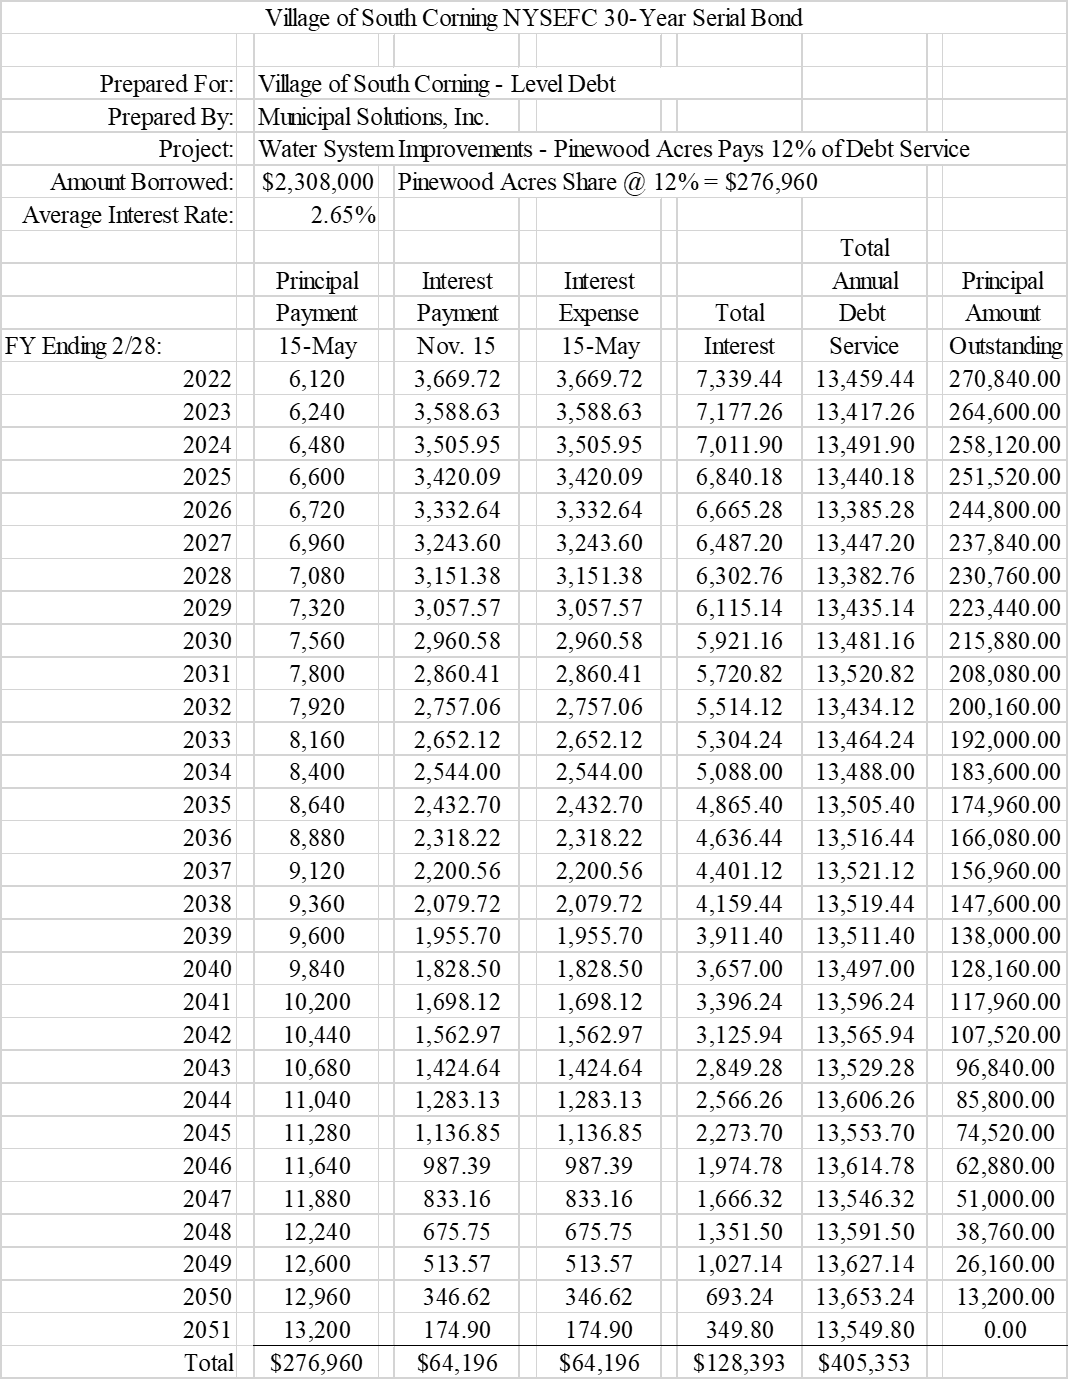 Village of South Corning NYSEFC 30-Year Serial Bond
Prepared For: Village of South Corning - Level Debt
Prepared By: Municipal Solutions, Inc.
Project: Water System Improvements - Pinewood Acres Pays 12% of Debt Service
Amount Borrowed: $2,308,000 Pinewood Acres Share @ 12% = $276,960
Average Interest Rate: 2.65%
Total
Principal Interest Interest Annual Principal
Payment Payment Expense Total Debt Amount
FY Ending 2/28: 15-May Nov. 15 15-May Interest Service Outstanding
2022 6,120 3,669.72 3,669.72 7,339.44 13,459.44 270,840.00
2023 6,240 3,588.63 3,588.63 7,177.26 13,417.26 264,600.00
2024 6,480 3,505.95 3,505.95 7,011.90 13,491.90 258,120.00
2025 6,600 3,420.09 3,420.09 6,840.18 13,440.18 251,520.00
2026 6,720 3,332.64 3,332.64 6,665.28 13,385.28 244,800.00
2027 6,960 3,243.60 3,243.60 6,487.20 13,447.20 237,840.00
2028 7,080 3,151.38 3,151.38 6,302.76 13,382.76 230,760.00
2029 7,320 3,057.57 3,057.57 6,115.14 13,435.14 223,440.00
2030 7,560 2,960.58 2,960.58 5,921.16 13,481.16 215,880.00
2031 7,800 2,860.41 2,860.41 5,720.82 13,520.82 208,080.00
2032 7,920 2,757.06 2,757.06 5,514.12 13,434.12 200,160.00
2033 8,160 2,652.12 2,652.12 5,304.24 13,464.24 192,000.00
2034 8,400 2,544.00 2,544.00 5,088.00 13,488.00 183,600.00
2035 8,640 2,432.70 2,432.70 4,865.40 13,505.40 174,960.00
2036 8,880 2,318.22 2,318.22 4,636.44 13,516.44 166,080.00
2037 9,120 2,200.56 2,200.56 4,401.12 13,521.12 156,960.00
2038 9,360 2,079.72 2,079.72 4,159.44 13,519.44 147,600.00
2039 9,600 1,955.70 1,955.70 3,911.40 13,511.40 138,000.00
2040 9,840 1,828.50 1,828.50 3,657.00 13,497.00 128,160.00
2041 10,200 1,698.12 1,698.12 3,396.24 13,596.24 117,960.00
2042 10,440 1,562.97 1,562.97 3,125.94 13,565.94 107,520.00
2043 10,680 1,424.64 1,424.64 2,849.28 13,529.28 96,840.00
2044 11,040 1,283.13 1,283.13 2,566.26 13,606.26 85,800.00
2045 11,280 1,136.85 1,136.85 2,273.70 13,553.70 74,520.00
2046 11,640 987.39 987.39 1,974.78 13,614.78 62,880.00
2047 11,880 833.16 833.16 1,666.32 13,546.32 51,000.00
2048 12,240 675.75 675.75 1,351.50 13,591.50 38,760.00
2049 12,600 513.57 513.57 1,027.14 13,627.14 26,160.00
2050 12,960 346.62 346.62 693.24 13,653.24 13,200.00
2051 13,200 174.90 174.90 349.80 13,549.80 0.00
Total $276,960 $64,196 $64,196 $128,393 $405,353